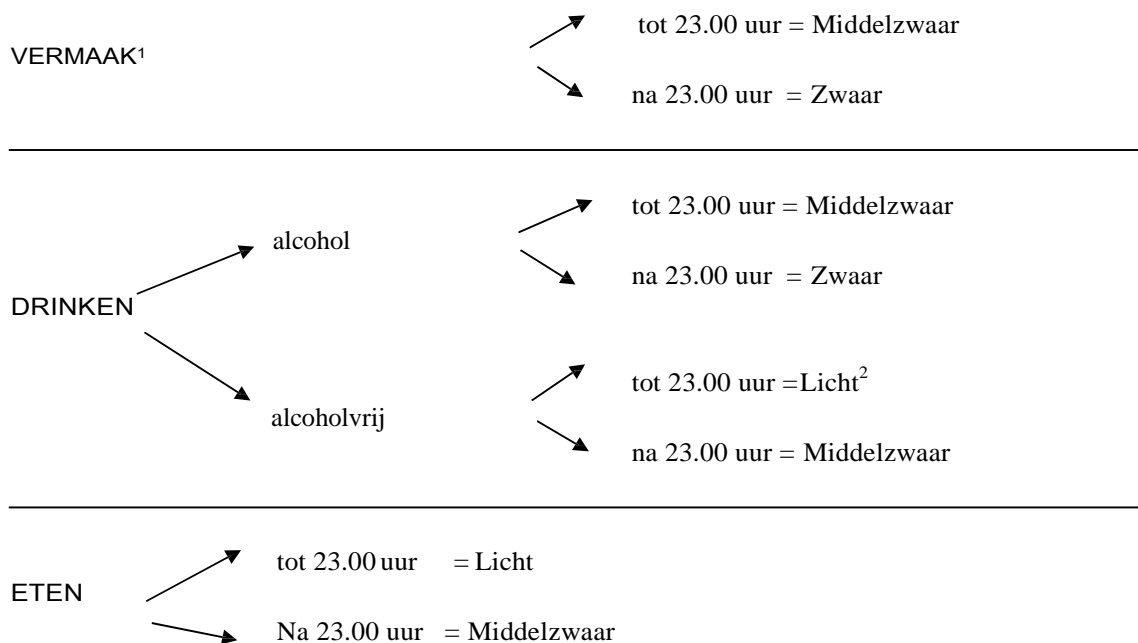 tot 23.00 uur = Middelzwaar
VERMAAK¹
na 23.00 uur = Zwaar
tot 23.00 uur = Middelzwaar
alcohol
na 23.00 uur = Zwaar
DRINKEN
tot 23.00 uur =Licht²
alcoholvrij
na 23.00 uur = Middelzwaar
tot 23.00 uur = Licht
ETEN
Na 23.00 uur = Middelzwaar